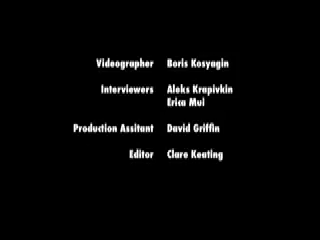 Videographer Boris Kosyagin
Interviewers Aleks Krapivkin
Erica Mui
Production Assitant David Griffin
Editor Clare Keating